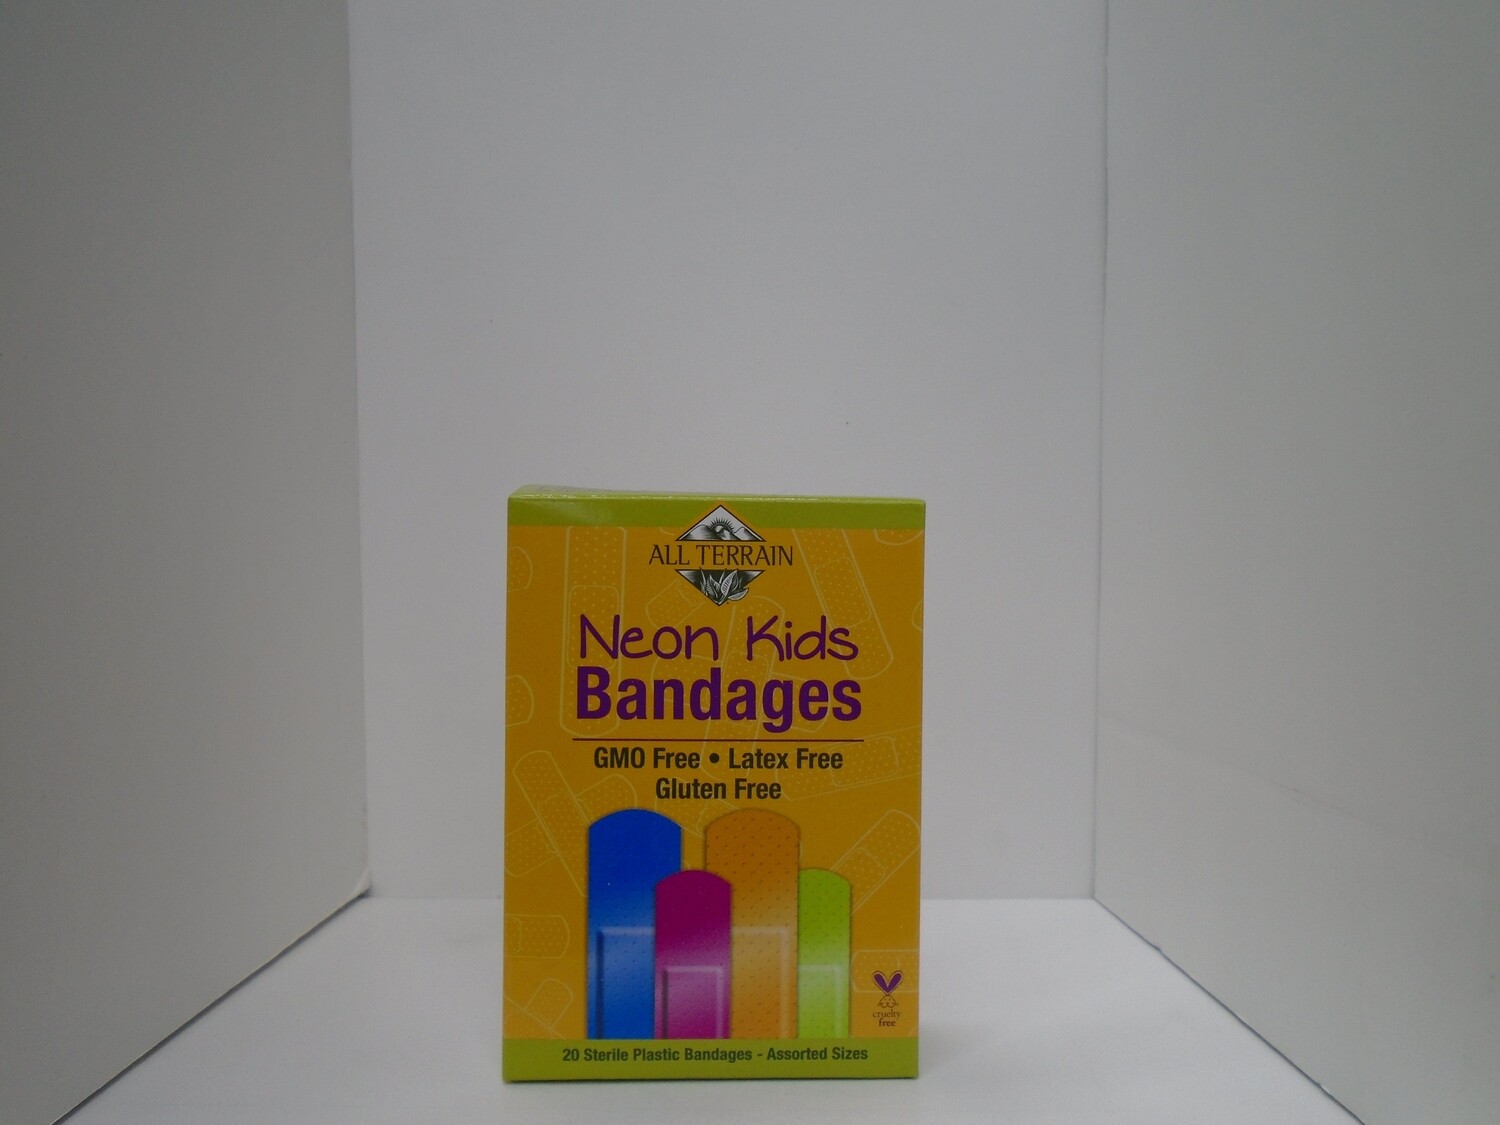 ALL TERRAIN
Neon Kids
Bandages
GMO Free • Latex Free
Gluten Free
cruelty
free
20 Sterile Plastic Bandages - Assorted Sizes